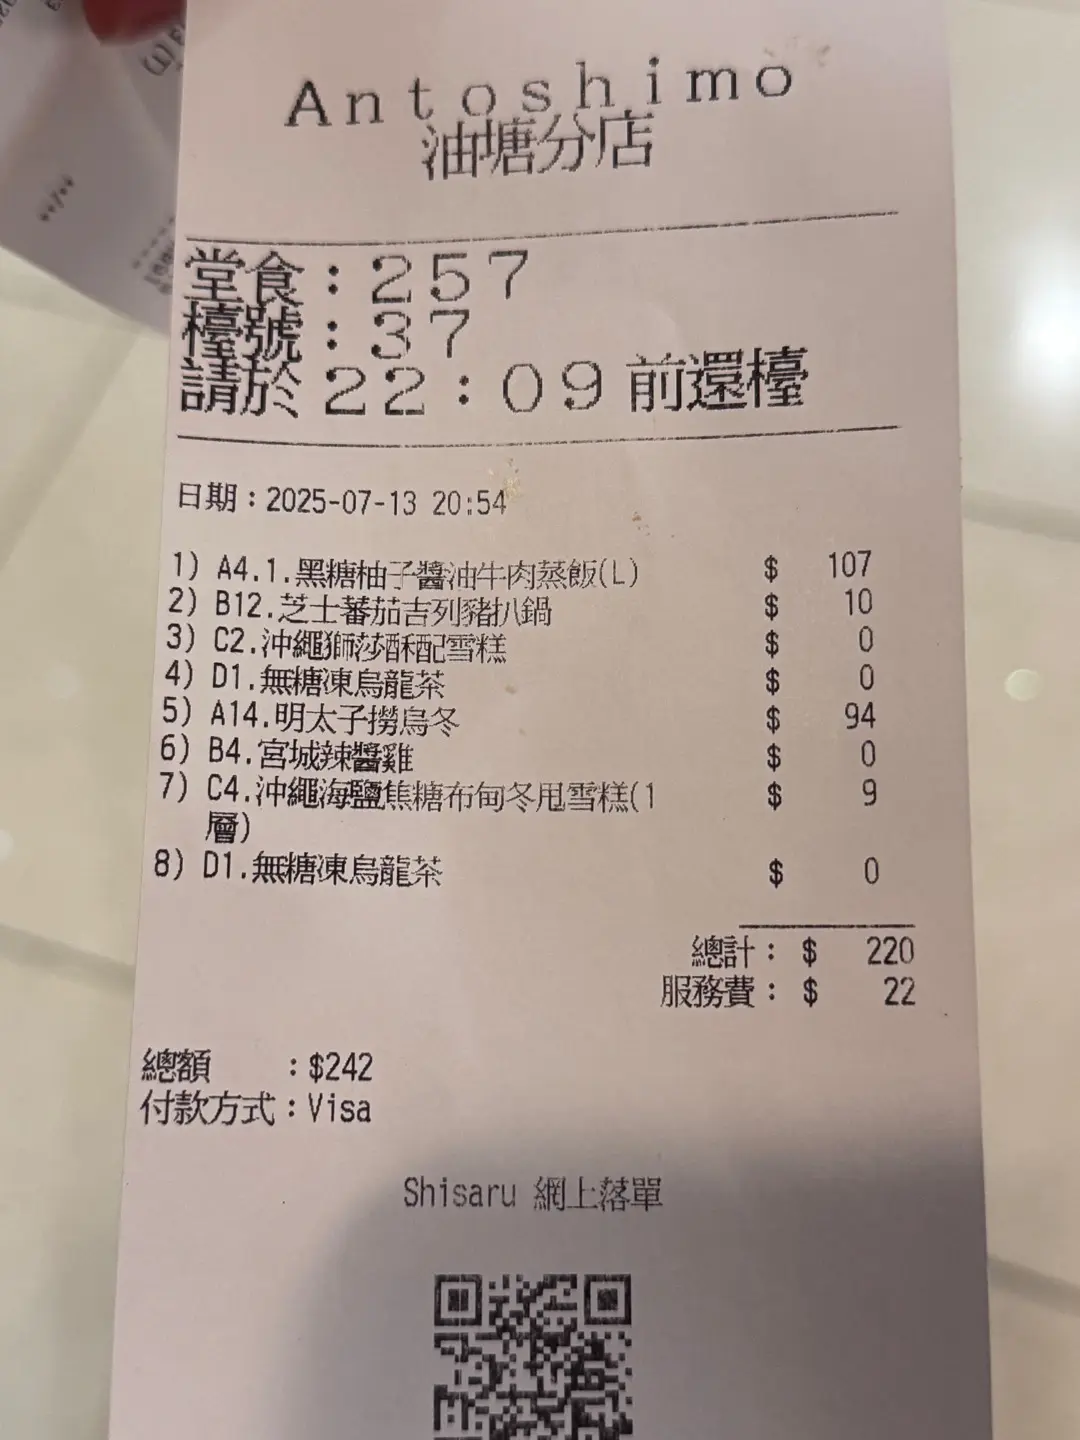 Antoshimo
油塘分店
堂食：257
檯號：37
請於22：09前還檯
日期：2025-07-13 20:54
1) A4.1.黑糖柚子醬油牛肉蒸飯(L) $ 107
2) B12.芝士蕃茄吉列豬扒鍋 $ 10
3) C2.沖繩獅莎酥配雪糕 $ 0
4) D1.無糖凍烏龍茶 $ 0
5) A14.明太子撈烏冬 $ 94
6) B4.宮城辣醬雞 $ 0
7) C4.沖繩海鹽焦糖布甸冬甩雪糕(1 $ 9
層)
8) D1.無糖凍烏龍茶 $ 0
總計：$ 220
服務費：$ 22
總額 ：$242
付款方式：Visa
Shisaru 網上落單